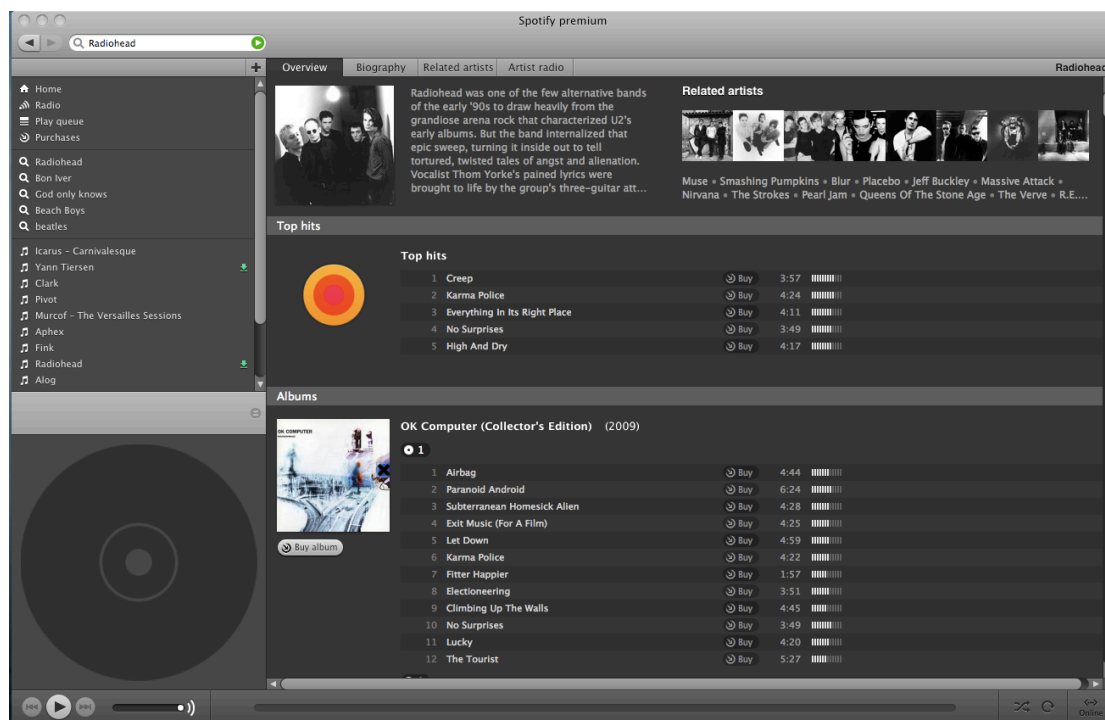 Spotify premium
Radiohead
Overview
Biography
Related artists
Artist radio
Radiohead
Home
Radio
Play queue
Purchases
Radiohead
Bon Iver
God only knows
Beach Boys
beatles
Icarus – Carnivalesque
Yann Tiersen
Clark
Pivot
Murcof – The Versailles Sessions
Aphex
Fink
Radiohead
Alog
Radiohead was one of the few alternative bands
of the early '90s to draw heavily from the
grandiose arena rock that characterized U2's
early albums. But the band internalized that
epic sweep, turning it inside out to tell
tortured, twisted tales of angst and alienation.
Vocalist Thom Yorke's pained lyrics were
brought to life by the group's three-guitar att...
Related artists
Muse • Smashing Pumpkins • Blur • Placebo • Jeff Buckley • Massive Attack •
Nirvana • The Strokes • Pearl Jam • Queens Of The Stone Age • The Verve • R.E....
Top hits
Top hits
1 Creep Buy 3:57
2 Karma Police Buy 4:24
3 Everything In Its Right Place Buy 4:11
4 No Surprises Buy 3:49
5 High And Dry Buy 4:17
Albums
OK COMPUTER
Buy album
OK Computer (Collector's Edition) (2009)
1
1 Airbag Buy 4:44
2 Paranoid Android Buy 6:24
3 Subterranean Homesick Alien Buy 4:28
4 Exit Music (For A Film) Buy 4:25
5 Let Down Buy 4:59
6 Karma Police Buy 4:22
7 Fitter Happier Buy 1:57
8 Electioneering Buy 3:51
9 Climbing Up The Walls Buy 4:45
10 No Surprises Buy 3:49
11 Lucky Buy 4:20
12 The Tourist Buy 5:27
Online